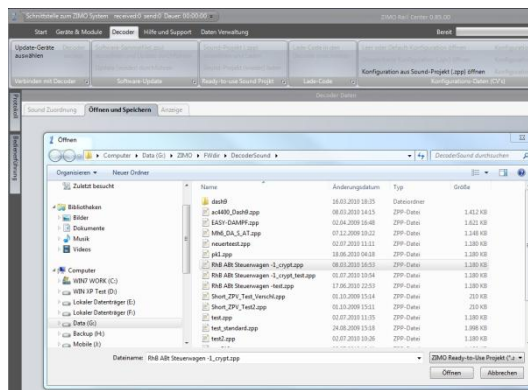 Schnittstelle zum ZIMO System received:0 send:0 Dauer: 00:00:00
ZIMO Rail Center 0.85.00
Start Geräte & Module Decoder Hilfe und Support Daten Verwaltung
Bereit
Update-Geräte
auswählen
Konfiguration aus Sound-Projekt (.zpp) öffnen
Verbinden mit Decoder
Software-Update
Ready-to-use Sound Projkt
Lade-Code
Konfigurations-Daten (CV's)
Decoder Daten
Protokoll
Bedienführung
Sound Zuordnung Öffnen und Speichern Anzeige
Öffnen
Computer Data (G:) ZIMO FWdir DecoderSound
DecoderSound durchsuchen
Organisieren Neuer Ordner
Zuletzt besucht
Bibliotheken
Bilder
Dokumente
Musik
Videos
Computer
WIN7 WORK (C:)
WIN XP Test (D:)
Lokaler Datenträger (E:)
Lokaler Datenträger (F:)
Data (G:)
Backup (H:)
Mobile (I:)
Name Änderungsdatum Typ Größe
dash9 16.03.2010 18:25 Dateiordner
ac4400_Dash9.zpp 08.03.2010 14:15 ZPP-Datei 1.412 KB
EASY-DAMPF.zpp 02.04.2009 16:48 ZPP-Datei 1.621 KB
Mh6_DA_S_AT.zpp 07.12.2009 10:22 ZPP-Datei 1.248 KB
neuertest.zpp 02.07.2010 11:11 ZPP-Datei 1.180 KB
pk1.zpp 18.06.2010 04:18 ZPP-Datei 1.180 KB
RhB ABt Steuerwagen -1_crypt.zpp 08.03.2010 16:53 ZPP-Datei 1.180 KB
RhB ABt Steuerwagen -1_crypt_test.zpp 01.07.2010 10:54 ZPP-Datei 1.180 KB
RhB ABt Steuerwagen -test.zpp 17.06.2010 22:53 ZPP-Datei 1.180 KB
Short_ZPV_Test_Verschl.zpp 01.10.2009 15:14 ZPP-Datei 210 KB
Short_ZPV_Test2.zpp 01.10.2009 15:11 ZPP-Datei 210 KB
test.zpp 02.07.2010 11:35 ZPP-Datei 1.180 KB
test_standard.zpp 24.08.2009 15:18 ZPP-Datei 1.998 KB
test2.zpp 02.07.2010 10:26 ZPP-Datei 1.180 KB
Dateiname: RhB ABt Steuerwagen -1_crypt.zpp
ZIMO Ready-to-Use Projekt (*.z
Öffnen Abbrechen